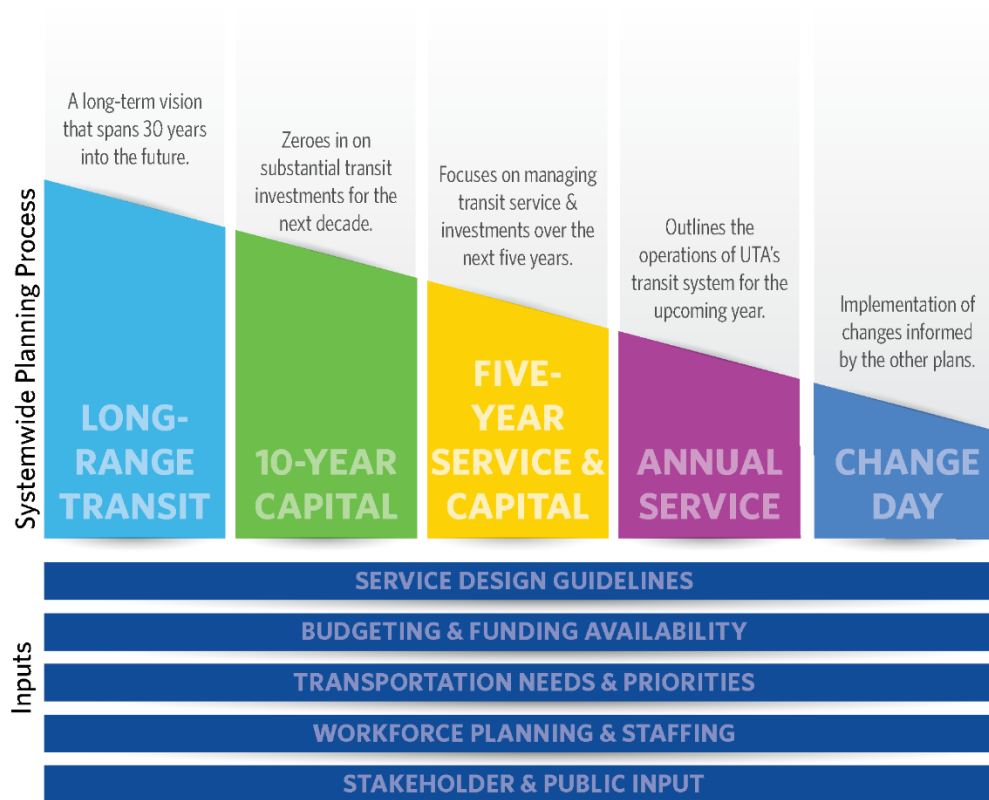 Systemwide Planning Process
A long-term vision
that spans 30 years
into the future.
LONG-
RANGE
TRANSIT
Zeroes in on
substantial transit
investments for the
next decade.
10-YEAR
CAPITAL
Focuses on managing
transit service &
investments over the
next five years.
FIVE-
YEAR
SERVICE &
CAPITAL
Outlines the
operations of UTA's
transit system for the
upcoming year.
ANNUAL
SERVICE
Implementation of
changes informed
by the other plans.
CHANGE
DAY
Inputs
SERVICE DESIGN GUIDELINES
BUDGETING & FUNDING AVAILABILITY
TRANSPORTATION NEEDS & PRIORITIES
WORKFORCE PLANNING & STAFFING
STAKEHOLDER & PUBLIC INPUT